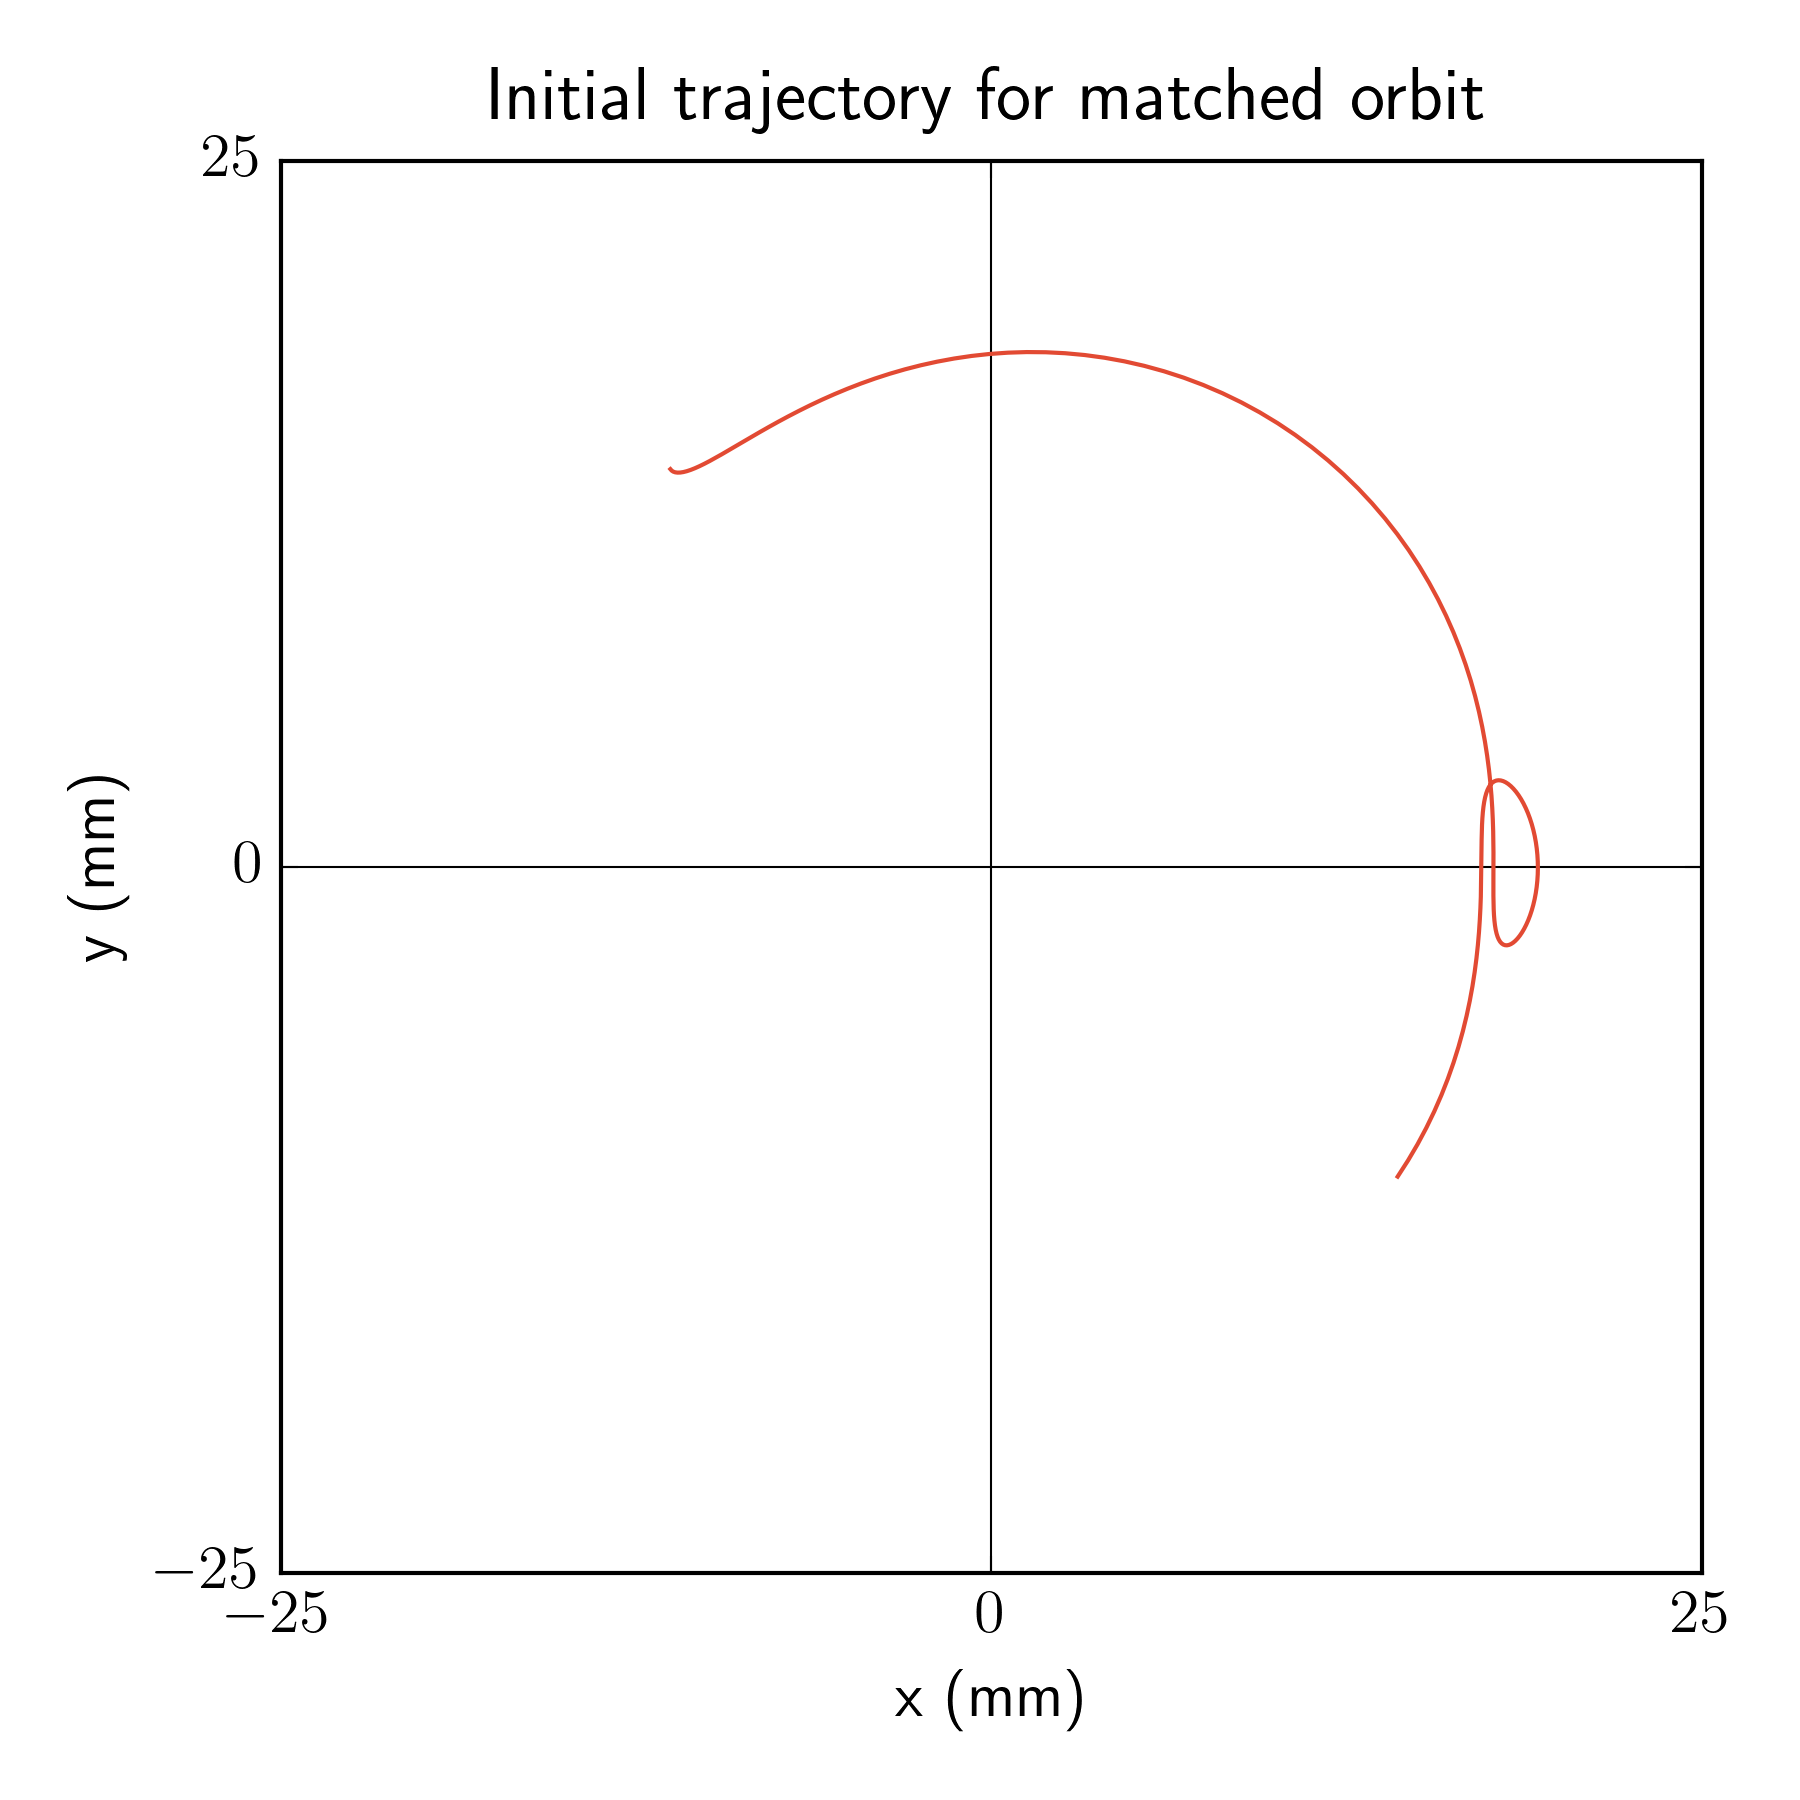 Initial trajectory for matched orbit
25
y (mm)
0
−25
−25
0
25
x (mm)